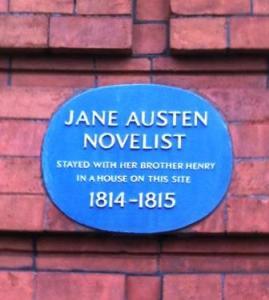 JANE AUSTEN
NOVELIST
STAYED WITH HER BROTHER HENRY
IN A HOUSE ON THIS SITE
1814-1815